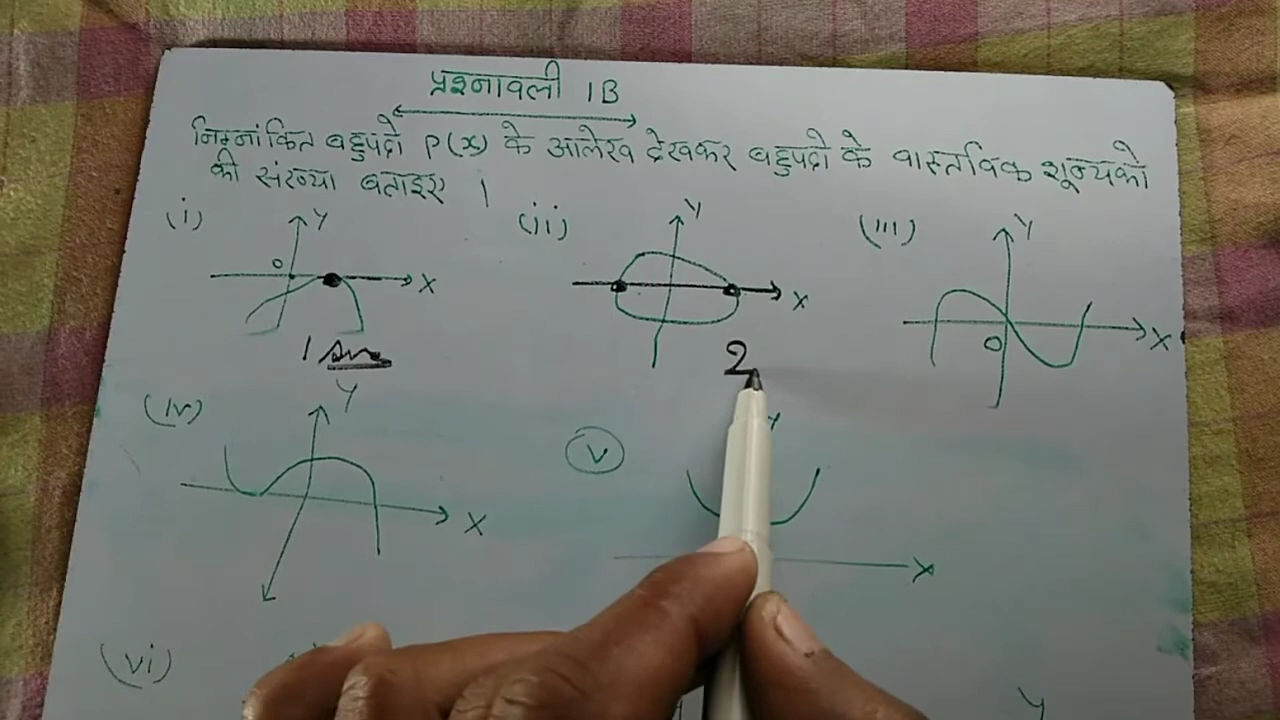 प्रश्नावली 1B
निम्नांकित बहुपदो P(x) के आलेख देखकर बहुपदो के वास्तविक शून्यको
की संख्या बताइए ।
(i) Y (ii) Y (iii) Y
0 X X 0 X
1 Ans 2
(iv) Y (v) Y
X X
(vi) Y